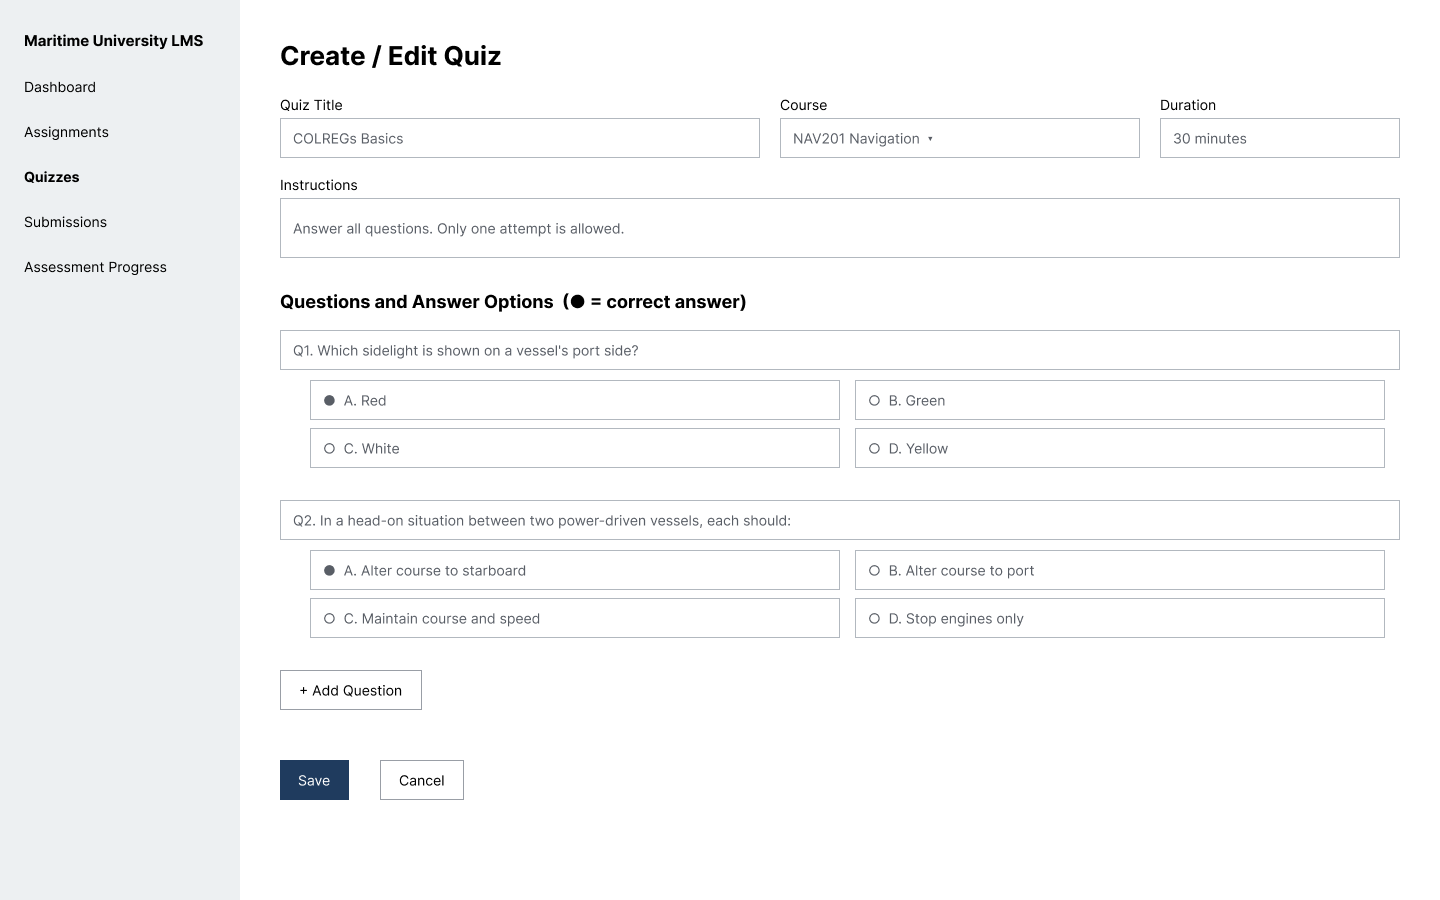 Maritime University LMS
Dashboard
Assignments
Quizzes
Submissions
Assessment Progress
Create / Edit Quiz
Quiz Title
Course
Duration
COLREGs Basics
NAV201 Navigation ▾
30 minutes
Instructions
Answer all questions. Only one attempt is allowed.
Questions and Answer Options (● = correct answer)
Q1. Which sidelight is shown on a vessel's port side?
● A. Red
○ B. Green
○ C. White
○ D. Yellow
Q2. In a head-on situation between two power-driven vessels, each should:
● A. Alter course to starboard
○ B. Alter course to port
○ C. Maintain course and speed
○ D. Stop engines only
+ Add Question
Save
Cancel